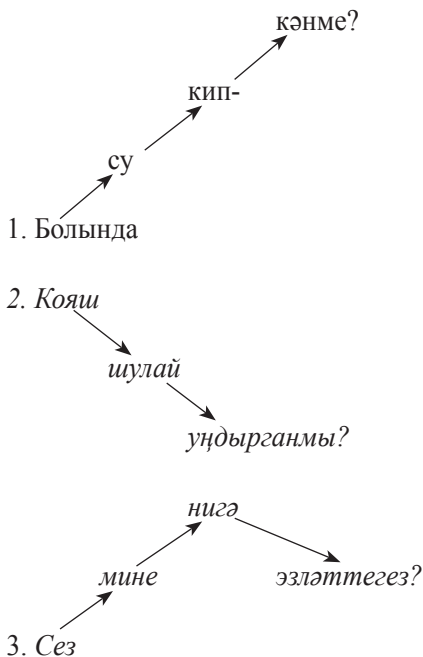 кәнме?
кип-
су
1. Болында
2. Кояш
шулай
уңдырганмы?
нигә
мине
эзләттегез?
3. Сез